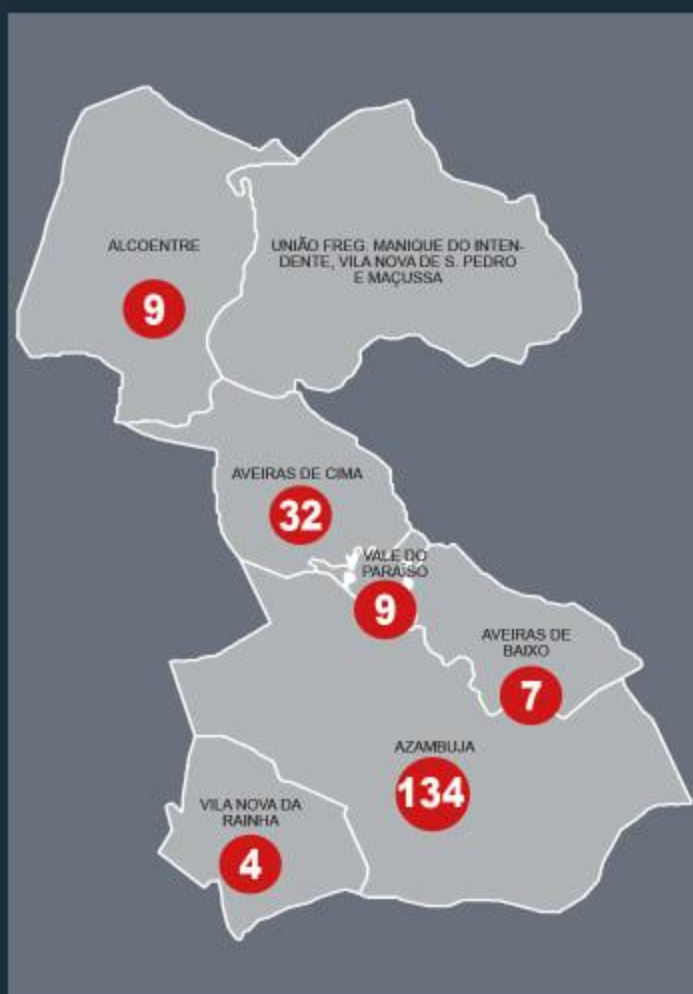 ALCOENTRE
9
UNIÃO FREG. MANIQUE DO INTEN-
DENTE, VILA NOVA DE S. PEDRO
E MAÇUSSA
AVEIRAS DE CIMA
32
VALE DO
PARAÍSO
9
AVEIRAS DE
BAIXO
7
AZAMBUJA
134
VILA NOVA DA
RAINHA
4